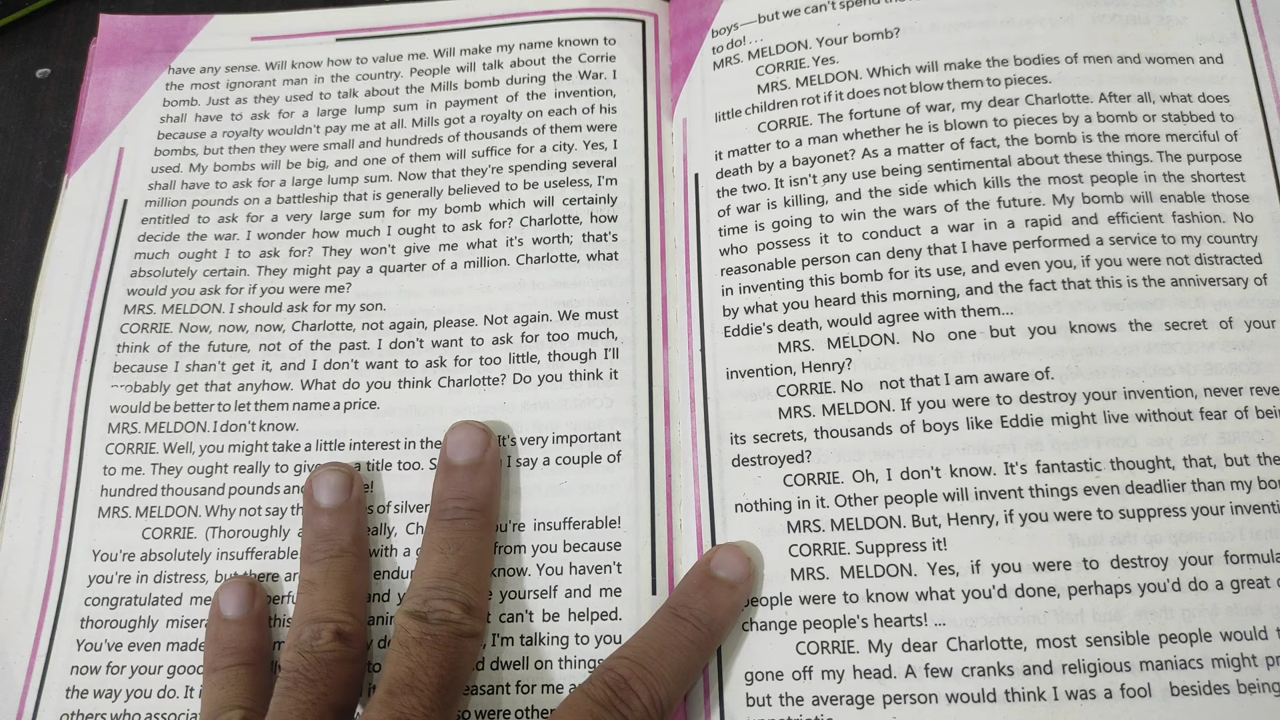 have any sense. Will know how to value me. Will make my name known to
the most ignorant man in the country. People will talk about the Corrie
bomb. Just as they used to talk about the Mills bomb during the War. I
shall have to ask for a large lump sum in payment of the invention,
because a royalty wouldn't pay me at all. Mills got a royalty on each of his
bombs, but then they were small and hundreds of thousands of them were
used. My bombs will be big, and one of them will suffice for a city. Yes, I
shall have to ask for a large lump sum. Now that they're spending several
million pounds on a battleship that is generally believed to be useless, I'm
entitled to ask for a very large sum for my bomb which will certainly
decide the war. I wonder how much I ought to ask for? Charlotte, how
much ought I to ask for? They won't give me what it's worth; that's
absolutely certain. They might pay a quarter of a million. Charlotte, what
would you ask for if you were me?
MRS. MELDON. I should ask for my son.
CORRIE. Now, now, now, Charlotte, not again, please. Not again. We must
think of the future, not of the past. I don't want to ask for too much,
because I shan't get it, and I don't want to ask for too little, though I'll
probably get that anyhow. What do you think Charlotte? Do you think it
would be better to let them name a price.
MRS. MELDON. I don't know.
CORRIE. Well, you might take a little interest in the It's very important
to me. They ought really to give a title too. I say a couple of
hundred thousand pounds
MRS. MELDON. Why not say of silver
CORRIE. (Thoroughly you're insufferable!
You're absolutely insufferable with a from you because
you're in distress, but there know. You haven't
congratulated me and yourself and me
thoroughly this can't be helped.
You've even made I'm talking to you
now for your good dwell on things
the way you do. It for me
others who were other
boys—but we can't spend
to do! ...
MRS. MELDON. Your bomb?
CORRIE. Yes.
MRS. MELDON. Which will make the bodies of men and women and
little children rot if it does not blow them to pieces.
CORRIE. The fortune of war, my dear Charlotte. After all, what does
it matter to a man whether he is blown to pieces by a bomb or stabbed to
death by a bayonet? As a matter of fact, the bomb is the more merciful of
the two. It isn't any use being sentimental about these things. The purpose
of war is killing, and the side which kills the most people in the shortest
time is going to win the wars of the future. My bomb will enable those
who possess it to conduct a war in a rapid and efficient fashion. No
reasonable person can deny that I have performed a service to my country
in inventing this bomb for its use, and even you, if you were not distracted
by what you heard this morning, and the fact that this is the anniversary of
Eddie's death, would agree with them...
MRS. MELDON. No one but you knows the secret of your
invention, Henry?
CORRIE. No not that I am aware of.
MRS. MELDON. If you were to destroy your invention, never reve
its secrets, thousands of boys like Eddie might live without fear of bei
destroyed?
CORRIE. Oh, I don't know. It's fantastic thought, that, but the
nothing in it. Other people will invent things even deadlier than my bo
MRS. MELDON. But, Henry, if you were to suppress your inventi
CORRIE. Suppress it!
MRS. MELDON. Yes, if you were to destroy your formula
people were to know what you'd done, perhaps you'd do a great
change people's hearts! ...
CORRIE. My dear Charlotte, most sensible people would
gone off my head. A few cranks and religious maniacs might pr
but the average person would think I was a fool besides being